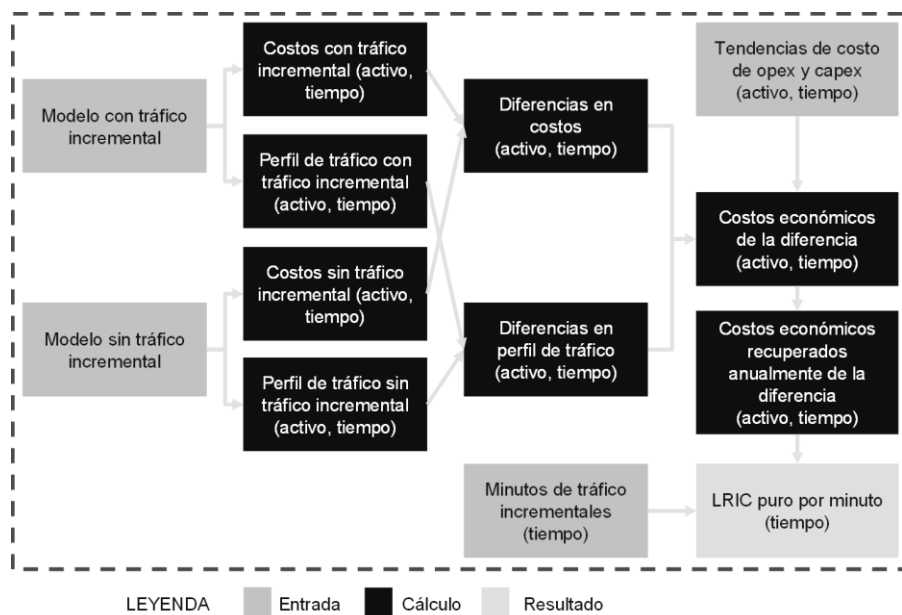 Modelo con tráfico
incremental
Modelo sin tráfico
incremental
Costos con tráfico
incremental (activo,
tiempo)
Perfil de tráfico con
tráfico incremental
(activo, tiempo)
Costos sin tráfico
incremental (activo,
tiempo)
Perfil de tráfico sin
tráfico incremental
(activo, tiempo)
Diferencias en
costos
(activo, tiempo)
Diferencias en
perfil de tráfico
(activo, tiempo)
Minutos de tráfico
incrementales
(tiempo)
Tendencias de costo
de opex y capex
(activo, tiempo)
Costos económicos
de la diferencia
(activo, tiempo)
Costos económicos
recuperados
anualmente de la
diferencia
(activo, tiempo)
LRIC puro por minuto
(tiempo)
LEYENDA Entrada Cálculo Resultado